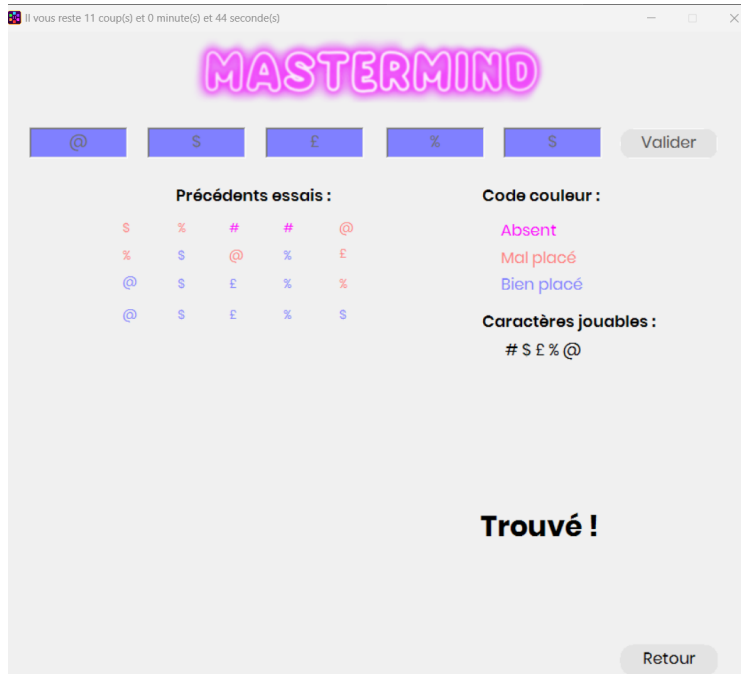 Il vous reste 11 coup(s) et 0 minute(s) et 44 seconde(s)
MASTERMIND
@ $ £ % $ Valider
Précédents essais :
$ % # # @
% $ @ % £
@ $ £ % %
@ $ £ % $
Code couleur :
Absent
Mal placé
Bien placé
Caractères jouables :
# $ £ % @
Trouvé !
Retour